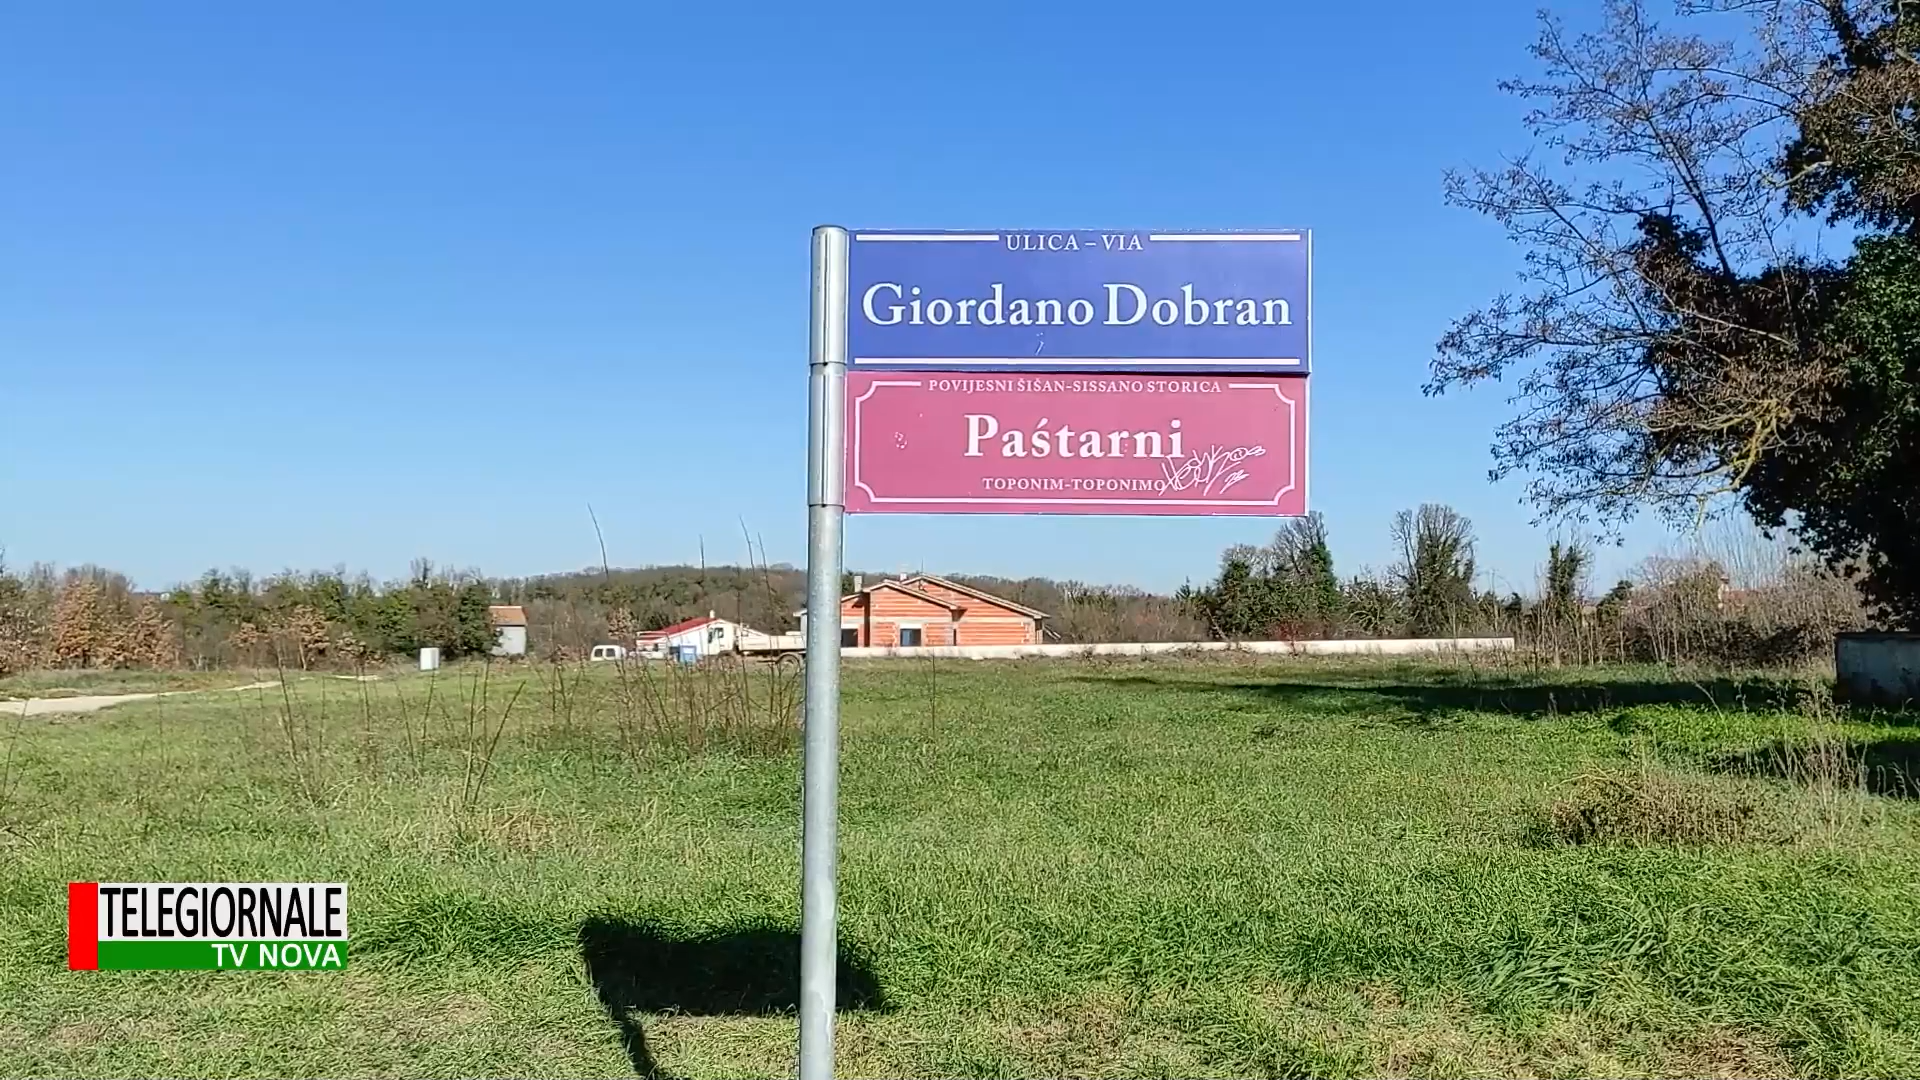 ULICA – VIA
Giordano Dobran
POVIJESNI ŠIŠAN-SISSANO STORICA
Paśtarni
TOPONIM-TOPONIMO
TELEGIORNALE
TV NOVA